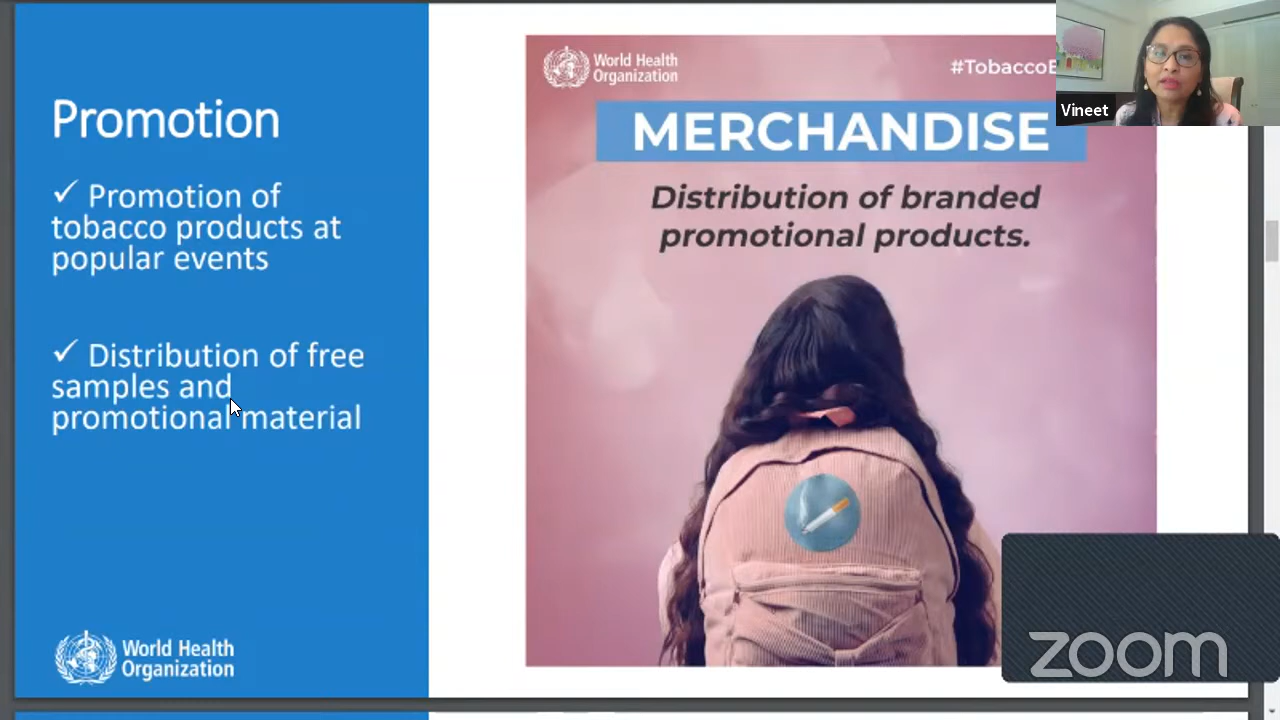 Promotion
✓ Promotion of
tobacco products at
popular events
✓ Distribution of free
samples and
promotional material
World Health
Organization
World Health
Organization
MERCHANDISE
Distribution of branded
promotional products.
Vineet
zoom